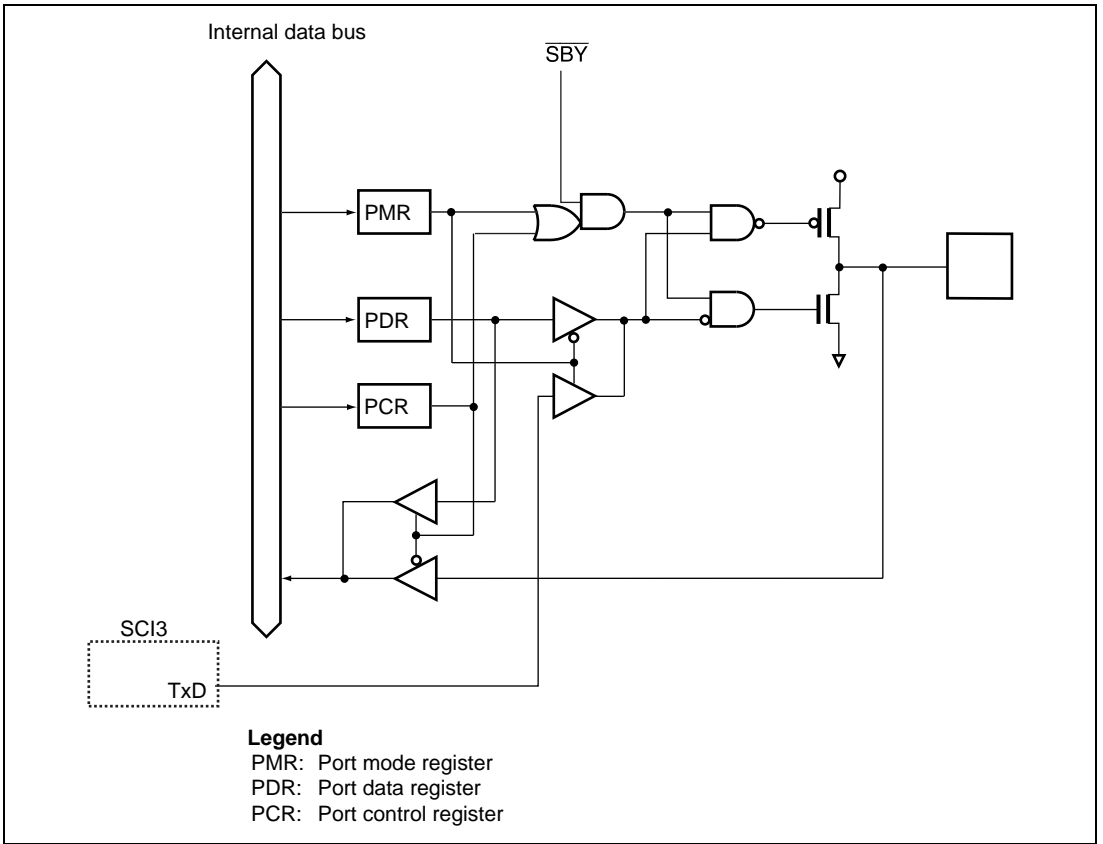 Internal data bus
S̅B̅Y̅
PMR
PDR
PCR
SCI3
TxD
Legend
PMR: Port mode register
PDR: Port data register
PCR: Port control register